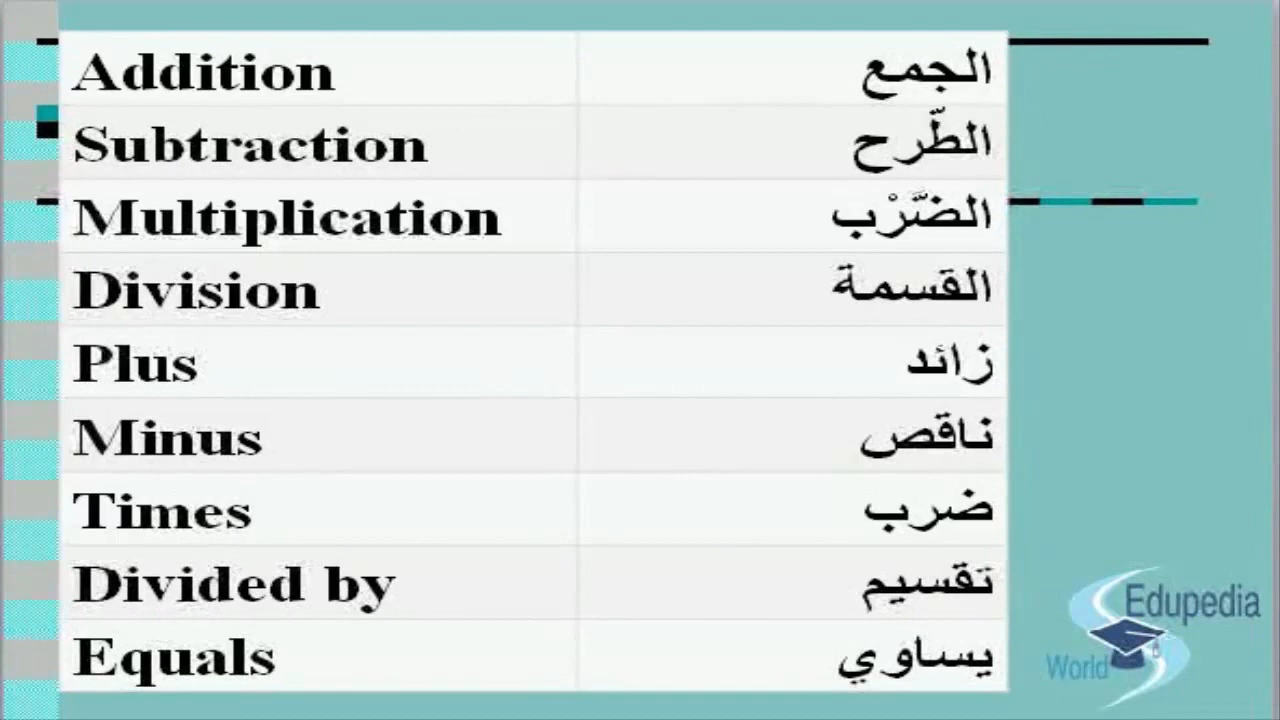 Addition الجمع
Subtraction الطّرح
Multiplication الضَّرْب
Division القسمة
Plus زائد
Minus ناقص
Times ضرب
Divided by تقسيم
Equals يساوي
Edupedia
World